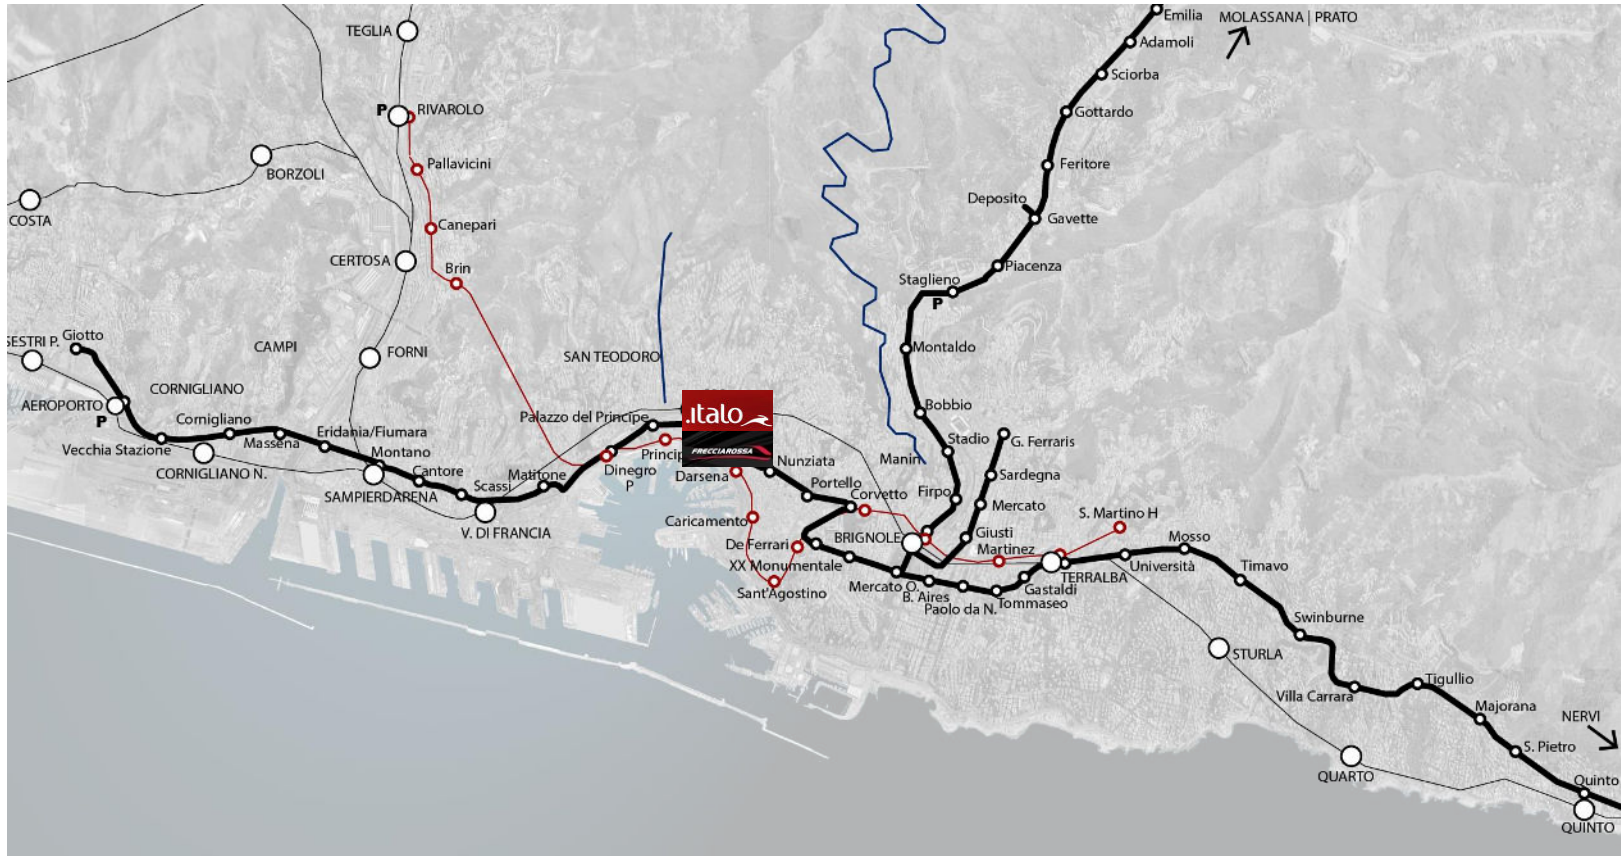 Emilia
MOLASSANA | PRATO
TEGLIA
Adamoli
Sciorba
P
RIVAROLO
Gottardo
Pallavicini
Feritore
BORZOLI
Deposito
COSTA
Gavette
Canepari
CERTOSA
Brin
Piacenza
Staglieno
P
SESTRI P.
Giotto
CAMPI
FORNI
SAN TEODORO
Montaldo
CORNIGLIANO
AEROPORTO
P
Bobbio
.italo
Palazzo del Principe
Cornigliano
Eridania/Fiumara
Massena
Vecchia Stazione
Montano
FRECCIAROSSA
Princip
Stadio
G. Ferraris
Manin
Nunziata
CORNIGLIANO N.
Cantore
Matitone
Dinegro
P
Darsena
Sardegna
Portello
SAMPIERDARENA
Scassi
Corvetto
Firpo
Mercato
Caricamento
S. Martino H
V. DI FRANCIA
De Ferrari
BRIGNOLE
Giusti
Martinez
Mosso
XX Monumentale
TERRALBA
Università
Timavo
Sant'Agostino
Mercato O.
B. Aires
Paolo da N.
Gastaldi
Tommaseo
Swinburne
STURLA
Villa Carrara
Tigullio
Majorana
NERVI
S. Pietro
QUARTO
Quinto
QUINTO